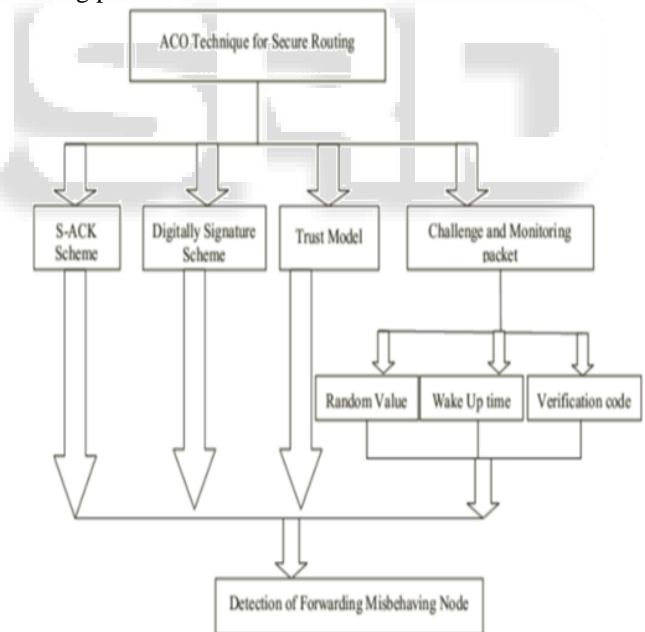 ACO Technique for Secure Routing
S-ACK
Scheme
Digitally Signature
Scheme
Trust Model
Challenge and Monitoring
packet
Random Value
Wake Up time
Verification code
Detection of Forwarding Misbehaving Node